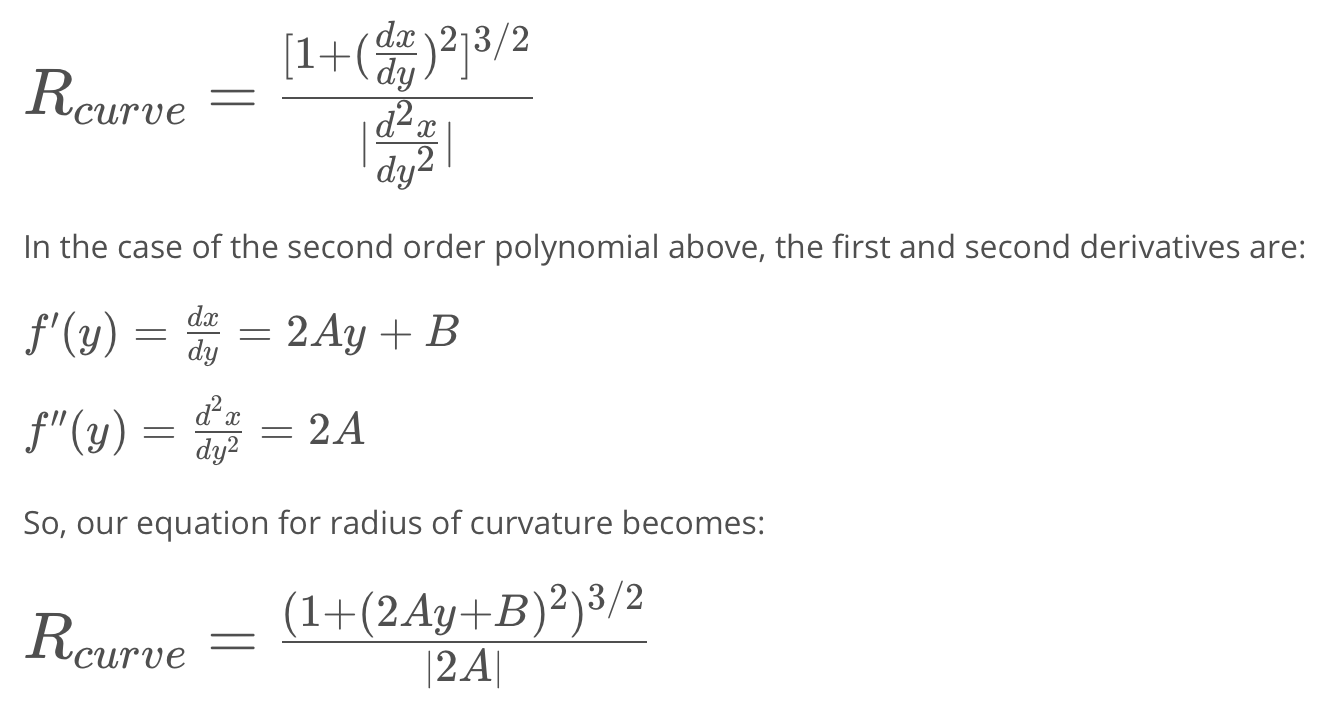 R_{curve} = \frac{[1+(\frac{dx}{dy})^2]^{3/2}}{|\frac{d^2x}{dy^2}|}
In the case of the second order polynomial above, the first and second derivatives are:
f'(y) = \frac{dx}{dy} = 2Ay + B
f''(y) = \frac{d^2x}{dy^2} = 2A
So, our equation for radius of curvature becomes:
R_{curve} = \frac{(1+(2Ay+B)^2)^{3/2}}{|2A|}